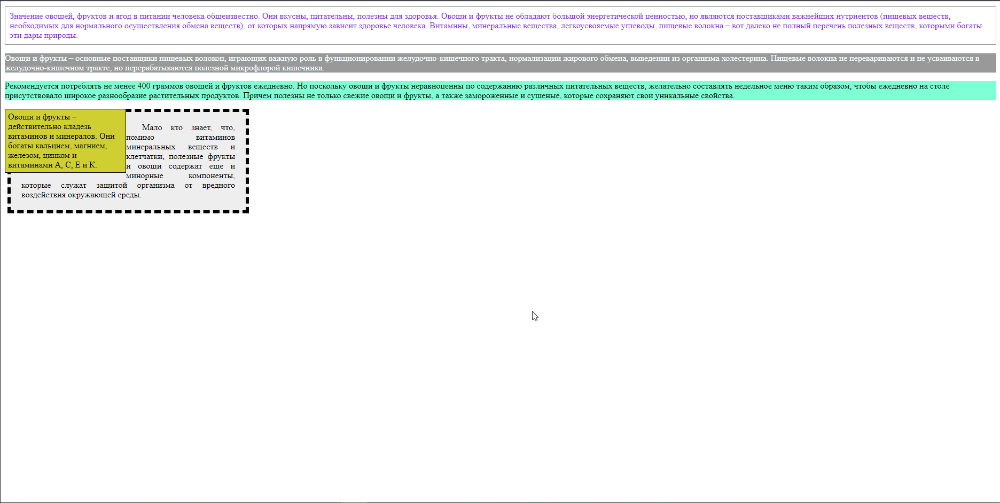 Значение овощей, фруктов и ягод в питании человека общеизвестно. Они вкусны, питательны, полезны для здоровья. Овощи и фрукты не обладают большой энергетической ценностью, но являются поставщиками важнейших нутриентов (пищевых веществ,
необходимых для нормального осуществления обмена веществ), от которых напрямую зависит здоровье человека. Витамины, минеральные вещества, легкоусвояемые углеводы, пищевые волокна – вот далеко не полный перечень полезных веществ, которыми богаты
эти дары природы.
Овощи и фрукты – основные поставщики пищевых волокон, играющих важную роль в функционировании желудочно-кишечного тракта, нормализации жирового обмена, выведении из организма холестерина. Пищевые волокна не перевариваются и не усваиваются в
желудочно-кишечном тракте, но перерабатываются полезной микрофлорой кишечника.
Рекомендуется потреблять не менее 400 граммов овощей и фруктов ежедневно. Но поскольку овощи и фрукты неравноценны по содержанию различных питательных веществ, желательно составлять недельное меню таким образом, чтобы ежедневно на столе
присутствовало широкое разнообразие растительных продуктов. Причем полезны не только свежие овощи и фрукты, а также замороженные и сушеные, которые сохраняют свои уникальные свойства.
Овощи и фрукты –
действительно кладезь
витаминов и минералов. Они
богаты кальцием, магнием,
железом, цинком и
витаминами А, С, Е и К.
Мало кто знает, что,
помимо витаминов
минеральных веществ и
клетчатки, полезные фрукты
и овощи содержат еще и
минорные компоненты,
которые служат защитой организма от вредного
воздействия окружающей среды.